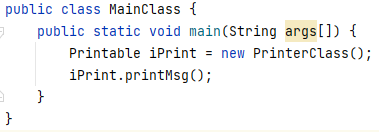 public class MainClass {
    public static void main(String args[]) {
        Printable iPrint = new PrinterClass();
        iPrint.printMsg();
    }
}